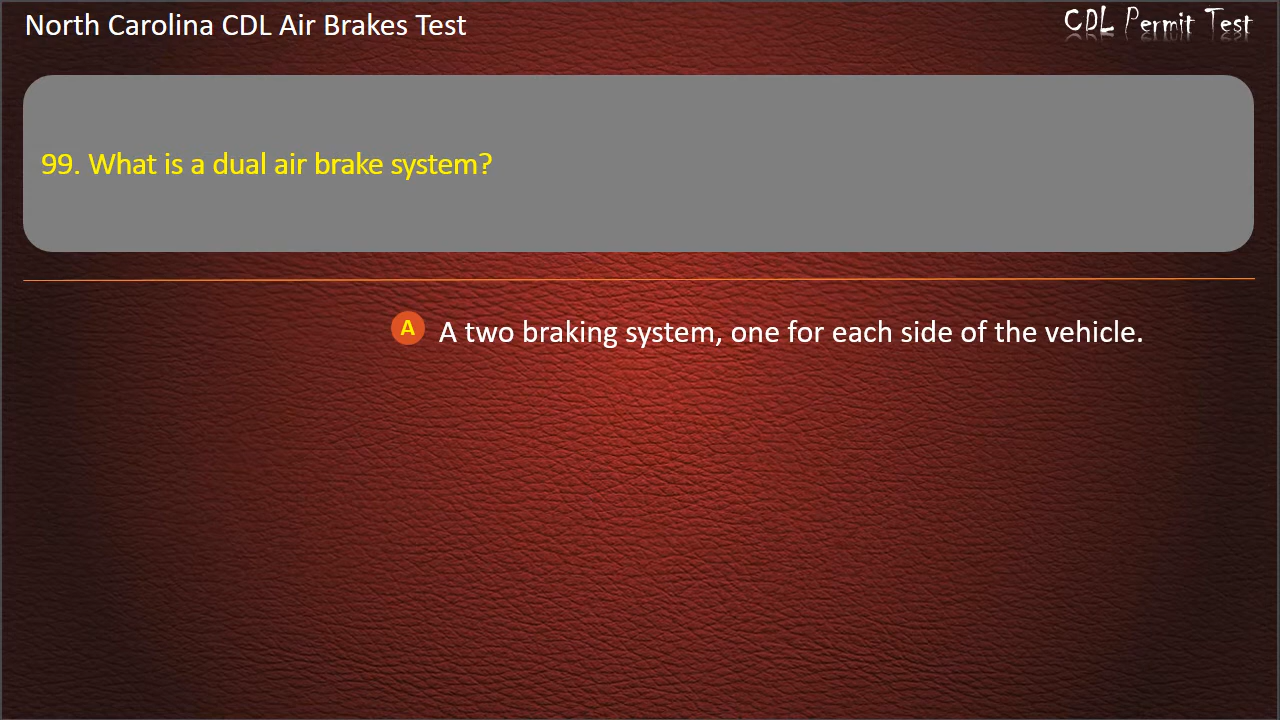 North Carolina CDL Air Brakes Test
CDL Permit Test
99. What is a dual air brake system?
A A two braking system, one for each side of the vehicle.